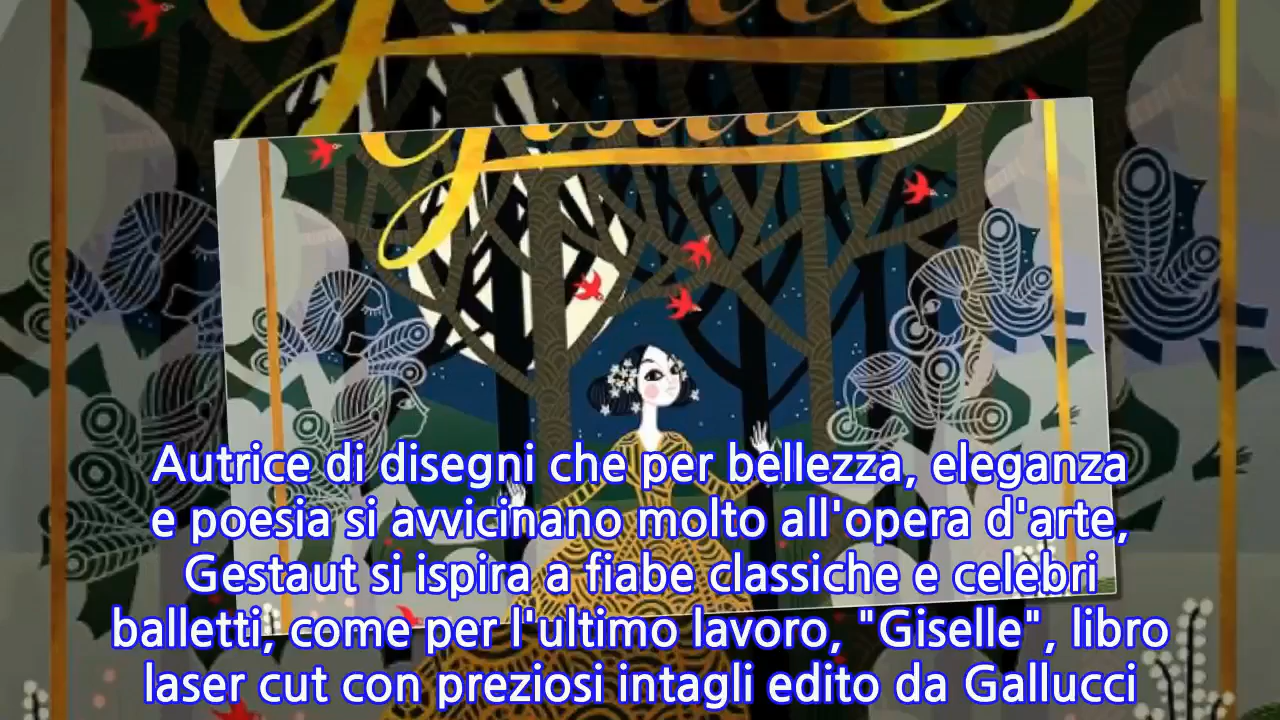 Autrice di disegni che per bellezza, eleganza
e poesia si avvicinano molto all'opera d'arte,
Gestaut si ispira a fiabe classiche e celebri
balletti, come per l'ultimo lavoro, "Giselle", libro
laser cut con preziosi intagli edito da Gallucci